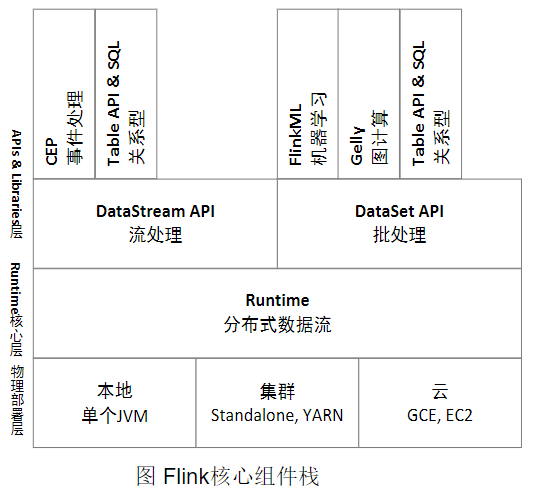 APIs & Libraries层
CEP
事件处理
Table API & SQL
关系型
FlinkML
机器学习
Gelly
图计算
Table API & SQL
关系型
DataStream API
流处理
DataSet API
批处理
Runtime核心层
Runtime
分布式数据流
物理部署层
本地
单个JVM
集群
Standalone, YARN
云
GCE, EC2
图 Flink核心组件栈